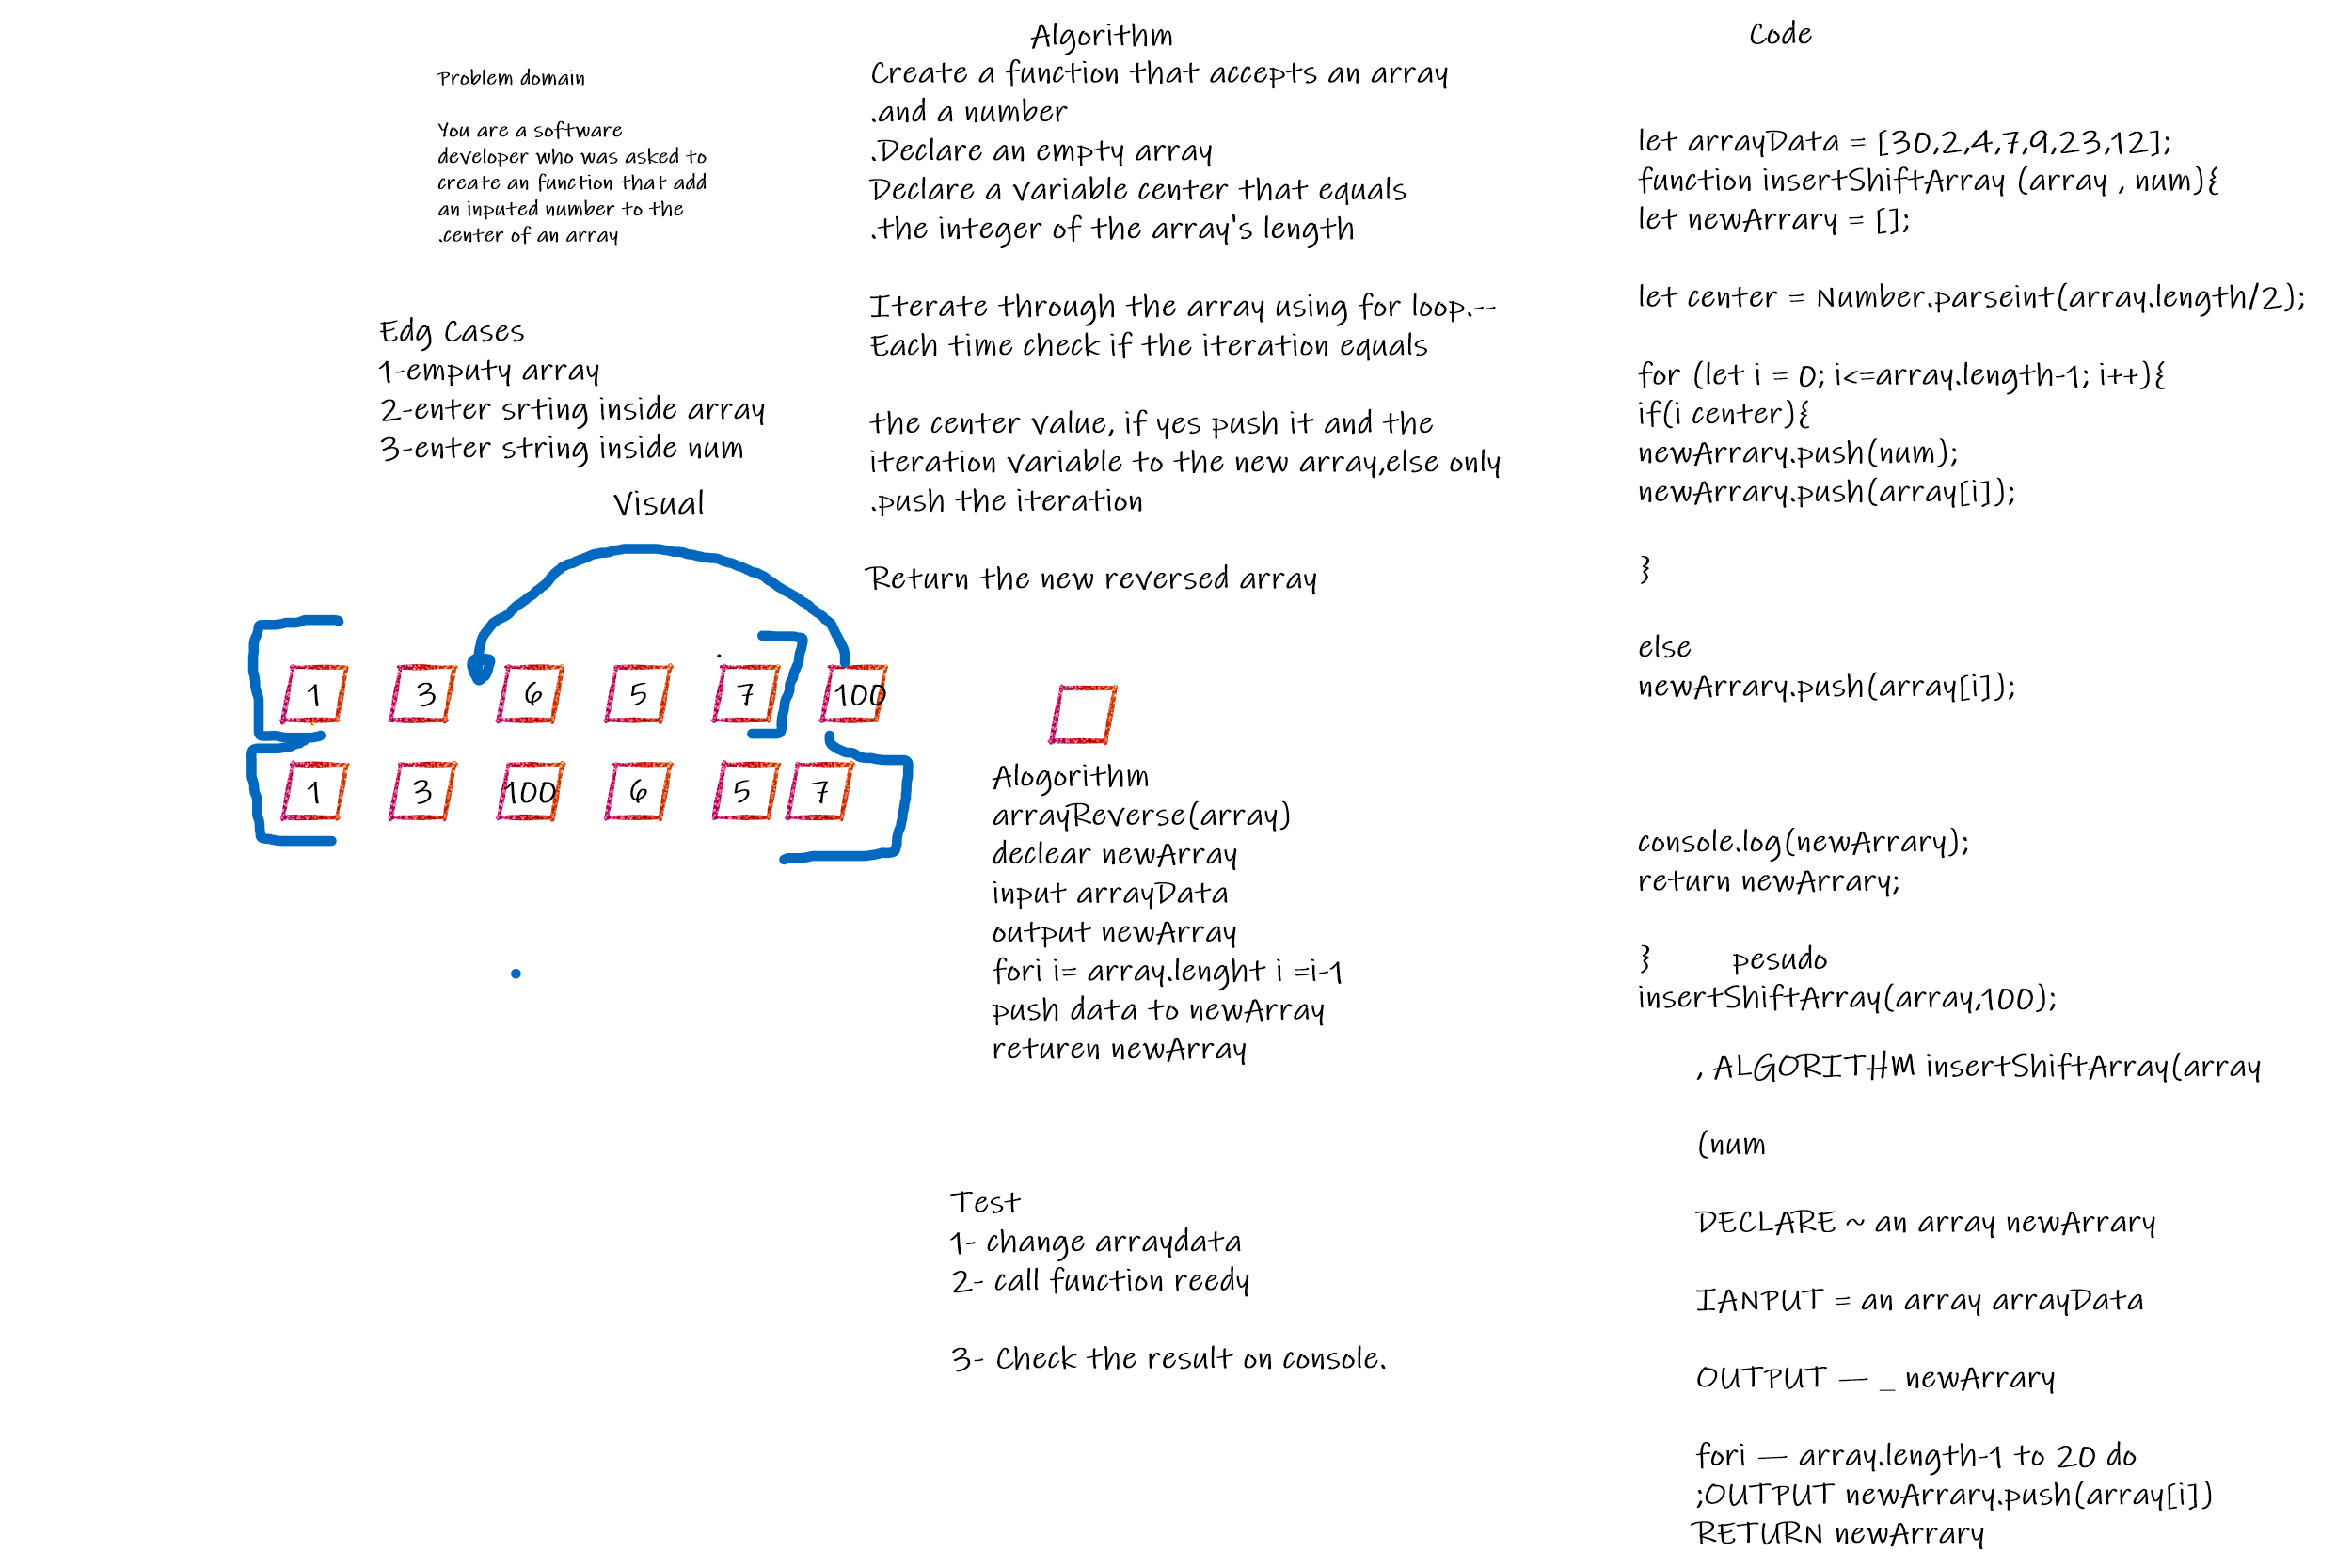 Problem domain
You are a software
developer who was asked to
create an function that add
an inputed number to the
.center of an array
Edg Cases
1-emputy array
2-enter srting inside array
3-enter string inside num
Visual
1 3 6 5 7 100
1 3 100 6 5 7
Algorithm
Create a function that accepts an array
.and a number
.Declare an empty array
Declare a variable center that equals
.the integer of the array's length
Iterate through the array using for loop.--
Each time check if the iteration equals
the center value, if yes push it and the
iteration variable to the new array,else only
.push the iteration
Return the new reversed array
Alogorithm
arrayReverse(array)
declear newArray
input arrayData
output newArray
fori i= array.lenght i =i-1
push data to newArray
returen newArray
Test
1- change arraydata
2- call function reedy
3- Check the result on console.
Code
let arrayData = [30,2,4,7,9,23,12];
function insertShiftArray (array , num){
let newArrary = [];
let center = Number.parseint(array.length/2);
for (let i = 0; i<=array.length-1; i++){
if(i center){
newArrary.push(num);
newArrary.push(array[i]);
}
else
newArrary.push(array[i]);
console.log(newArrary);
return newArrary;
} pesudo
insertShiftArray(array,100);
, ALGORITHM insertShiftArray(array
(num
DECLARE ~ an array newArrary
IANPUT = an array arrayData
OUTPUT — _ newArrary
fori — array.length-1 to 20 do
;OUTPUT newArrary.push(array[i])
RETURN newArrary